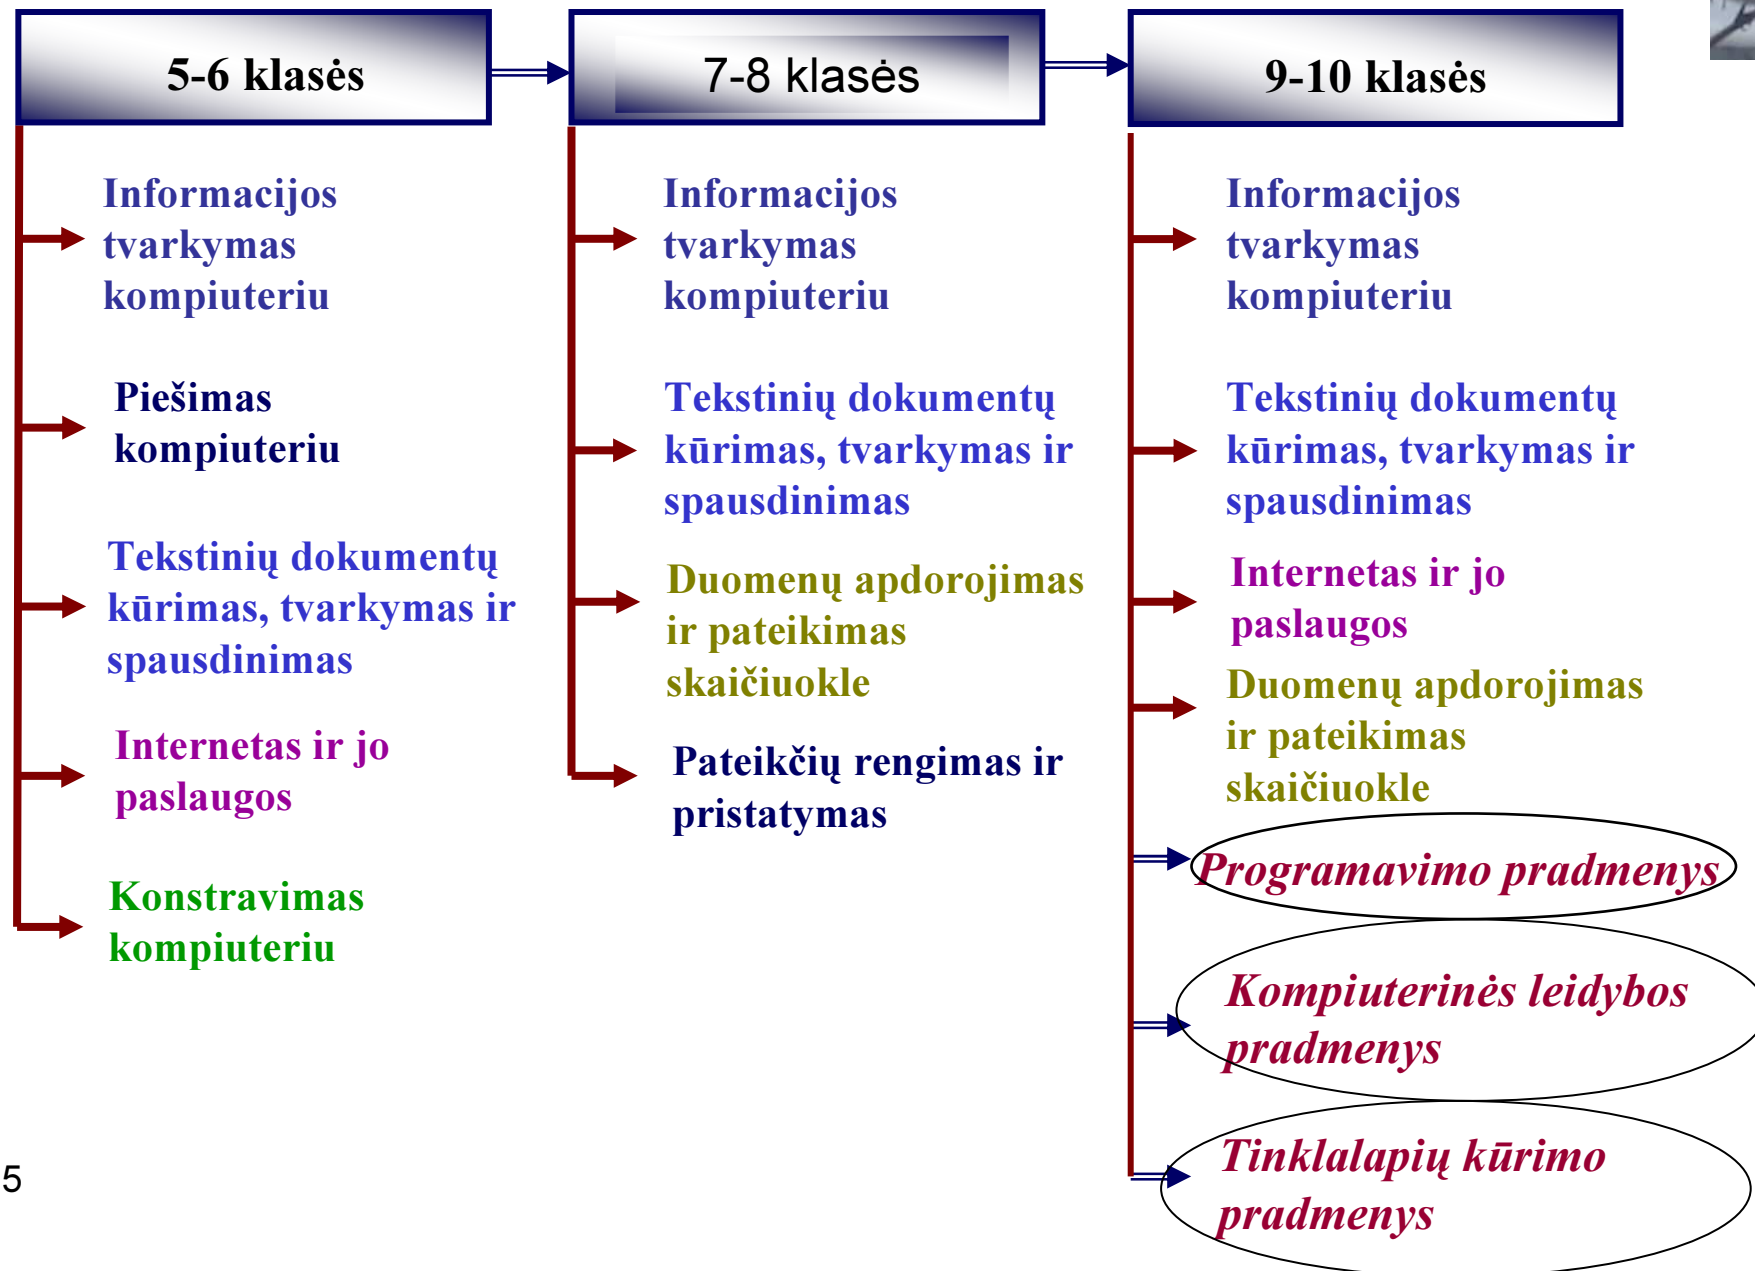 5-6 klasės
Informacijos
tvarkymas
kompiuteriu
Piešimas
kompiuteriu
Tekstinių dokumentų
kūrimas, tvarkymas ir
spausdinimas
Internetas ir jo
paslaugos
Konstravimas
kompiuteriu
7-8 klasės
Informacijos
tvarkymas
kompiuteriu
Tekstinių dokumentų
kūrimas, tvarkymas ir
spausdinimas
Duomenų apdorojimas
ir pateikimas
skaičiuokle
Pateikčių rengimas ir
pristatymas
9-10 klasės
Informacijos
tvarkymas
kompiuteriu
Tekstinių dokumentų
kūrimas, tvarkymas ir
spausdinimas
Internetas ir jo
paslaugos
Duomenų apdorojimas
ir pateikimas
skaičiuokle
Programavimo pradmenys
Kompiuterinės leidybos
pradmenys
Tinklalapių kūrimo
pradmenys
5